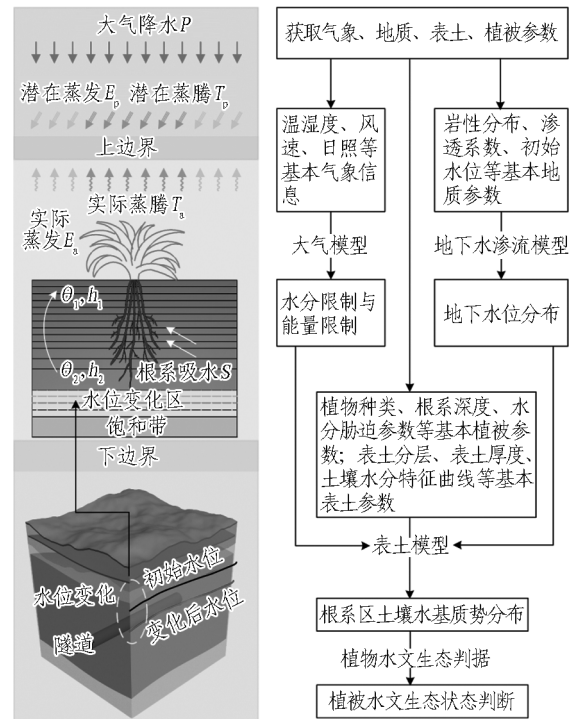 大气降水P
潜在蒸发Ep 潜在蒸腾Tp
上边界
实际蒸腾Ta
实际
蒸发Ea
θ1,h1
θ2,h2
根系吸水S
水位变化区
饱和带
下边界
初始水位
水位变化
变化后水位
隧道
获取气象、地质、表土、植被参数
温湿度、风
速、日照等
基本气象信
息
岩性分布、渗
透系数、初始
水位等基本地
质参数
大气模型
地下水渗流模型
水分限制与
能量限制
地下水位分布
植物种类、根系深度、水
分胁迫参数等基本植被参
数；表土分层、表土厚度、
土壤水分特征曲线等基本
表土参数
表土模型
根系区土壤水基质势分布
植物水文生态判据
植被水文生态状态判断